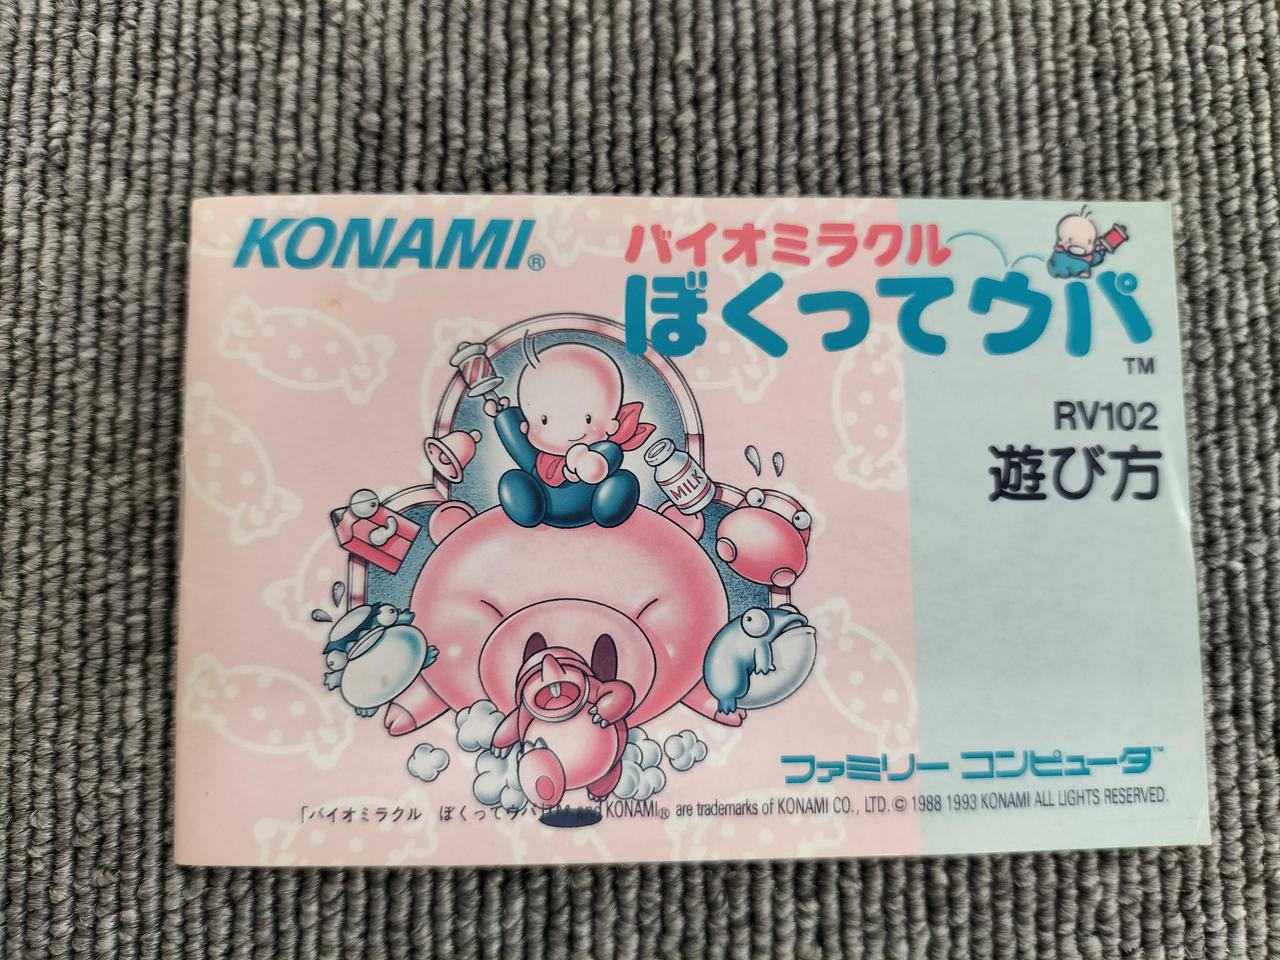 KONAMI®
バイオミラクル
ぼくってウパ
TM
RV102
遊び方
MILK
ファミリー コンピュータ™
「バイオミラクル ぼくってウパ」TM and KONAMI® are trademarks of KONAMI CO., LTD. © 1988 1993 KONAMI ALL LIGHTS RESERVED.